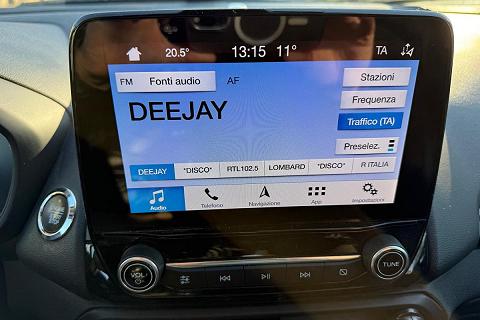 20.5° 13:15 11° TA
FM Fonti audio AF Stazioni
DEEJAY
Frequenza
Traffico (TA)
Preselez.
DEEJAY *DISCO* RTL102.5 LOMBARD *DISCO* R ITALIA
Audio Telefono Navigazione App Impostazioni
VOL TUNE